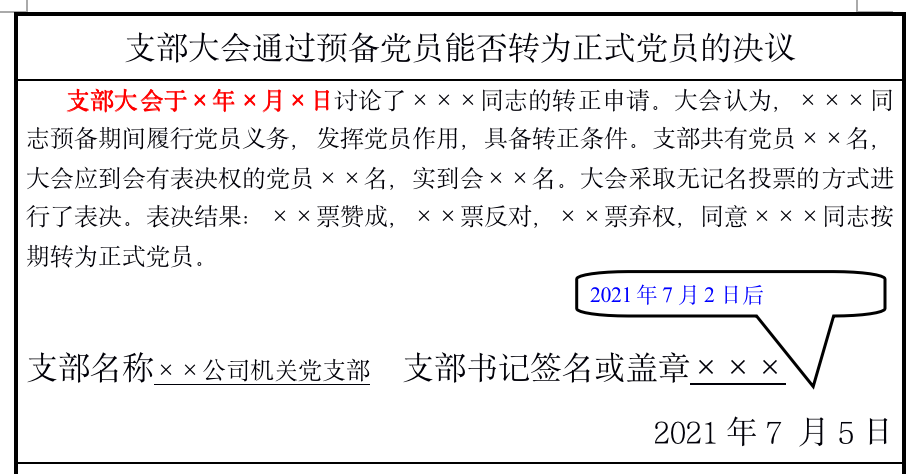 支部大会通过预备党员能否转为正式党员的决议
支部大会于×年×月×日讨论了×××同志的转正申请。大会认为，×××同
志预备期间履行党员义务，发挥党员作用，具备转正条件。支部共有党员××名，
大会应到会有表决权的党员××名，实到会××名。大会采取无记名投票的方式进
行了表决。表决结果：××票赞成，××票反对，××票弃权，同意×××同志按
期转为正式党员。
2021年7月2日后
支部名称××公司机关党支部 支部书记签名或盖章×××
2021年7 月5日